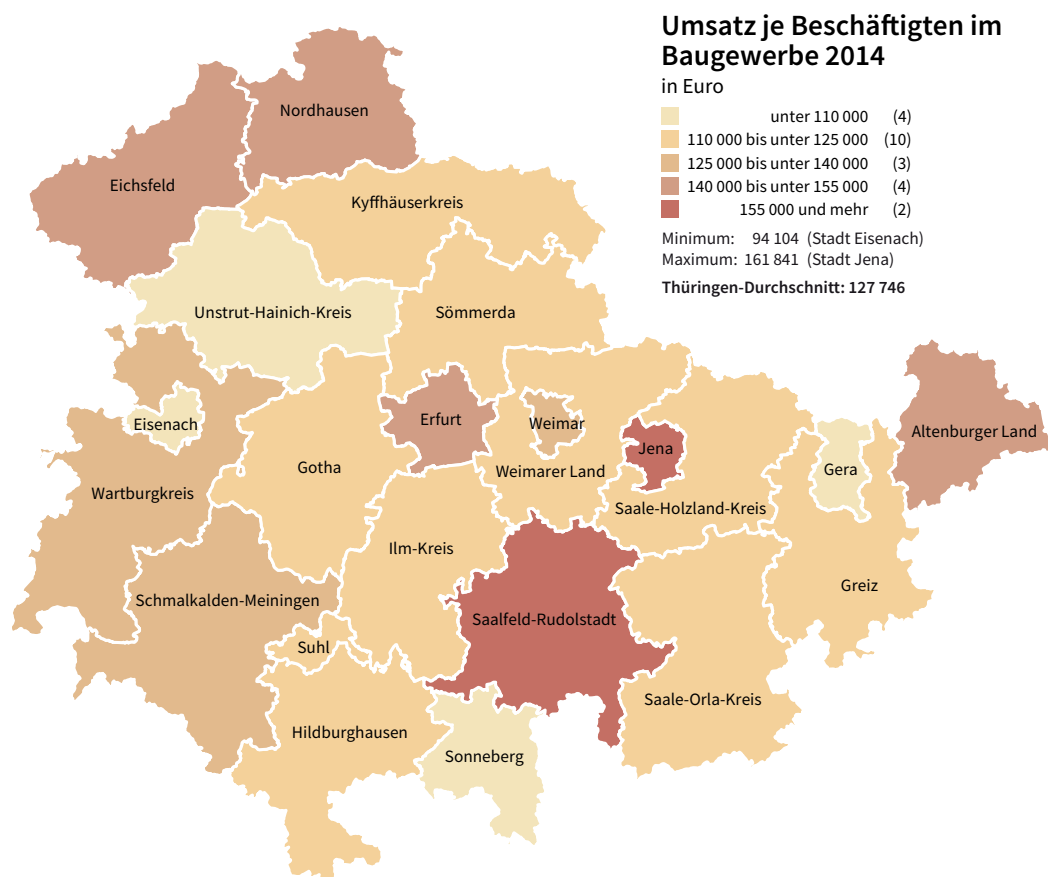 Umsatz je Beschäftigten im
Baugewerbe 2014
in Euro
unter 110 000 (4)
110 000 bis unter 125 000 (10)
125 000 bis unter 140 000 (3)
140 000 bis unter 155 000 (4)
155 000 und mehr (2)
Minimum: 94 104 (Stadt Eisenach)
Maximum: 161 841 (Stadt Jena)
Thüringen-Durchschnitt: 127 746
Nordhausen
Eichsfeld
Kyffhäuserkreis
Unstrut-Hainich-Kreis
Sömmerda
Eisenach
Erfurt
Weimar
Altenburger Land
Jena
Gotha
Weimarer Land
Gera
Wartburgkreis
Saale-Holzland-Kreis
Ilm-Kreis
Greiz
Schmalkalden-Meiningen
Saalfeld-Rudolstadt
Suhl
Saale-Orla-Kreis
Hildburghausen
Sonneberg